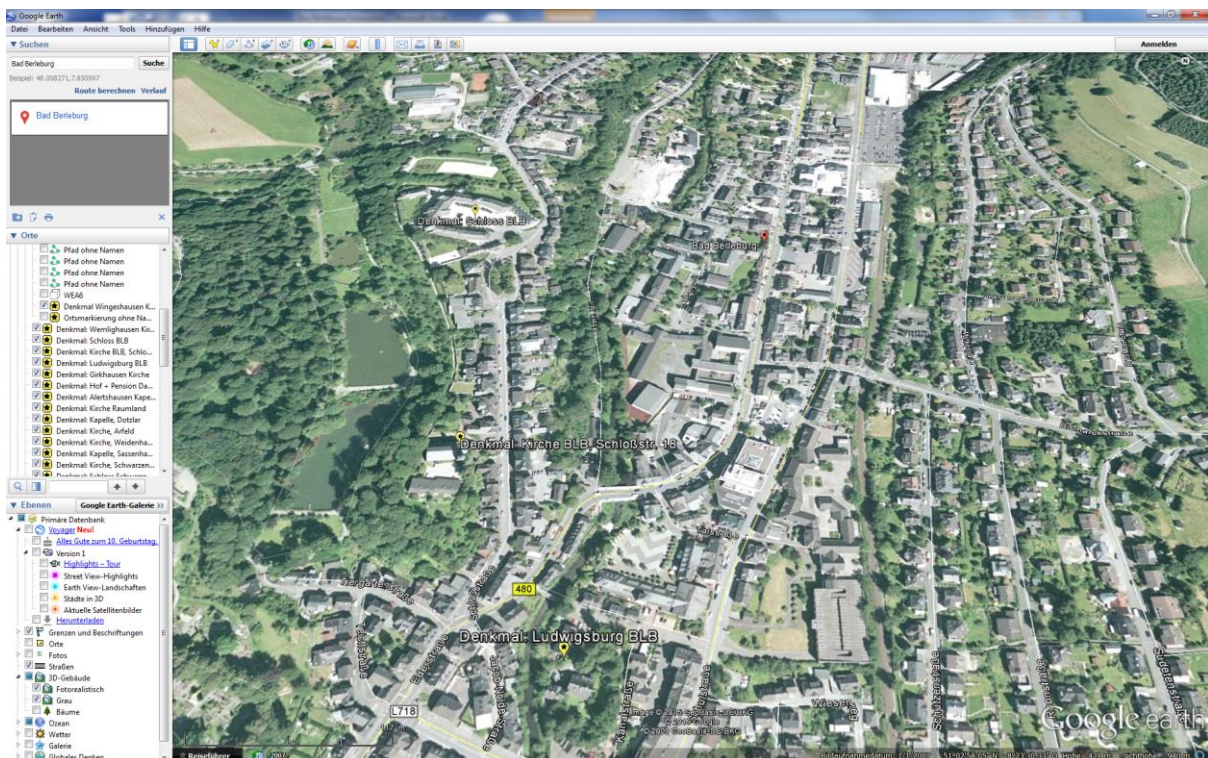 Google Earth
Datei Bearbeiten Ansicht Tools Hinzufügen Hilfe
▼ Suchen
Bad Berleburg Suche
Beispiel: 48.008271,7.850997
Route berechnen Verlauf
Bad Berleburg
▼ Orte
Pfad ohne Namen
Pfad ohne Namen
Pfad ohne Namen
Pfad ohne Namen
WEA6
Denkmal Wingeshausen K...
Ortsmarkierung ohne Na...
Denkmal: Wemlighausen Kir...
Denkmal: Schloss BLB
Denkmal: Kirche BLB, Schlo...
Denkmal: Ludwigsburg BLB
Denkmal: Girkhausen Kirche
Denkmal: Hof + Pension Da...
Denkmal: Alertshausen Kape...
Denkmal: Kirche Raumland
Denkmal: Kapelle, Dotzlar
Denkmal: Kirche, Arfeld
Denkmal: Kirche, Weidenha...
Denkmal: Kapelle, Sassenha...
Denkmal: Kirche, Schwarzen...
Denkmal: Schloss Schwarze...
▼ Ebenen Google Earth-Galerie >>
Primäre Datenbank
Voyager Neu!
Alles Gute zum 10. Geburtstag,
Version 1
Highlights – Tour
Street View-Highlights
Earth View-Landschaften
Städte in 3D
Aktuelle Satellitenbilder
Herunterladen
Grenzen und Beschriftungen
Orte
Fotos
Straßen
3D-Gebäude
Fotorealistisch
Grau
Bäume
Ozean
Wetter
Galerie
Globales Denken
Anmelden
N
Denkmal: Schloss BLB
Bad Berleburg
Denkmal: Kirche BLB, Schloßstr. 18
480
Denkmal: Ludwigsburg BLB
L718
Google earth
Reiseführer 2007